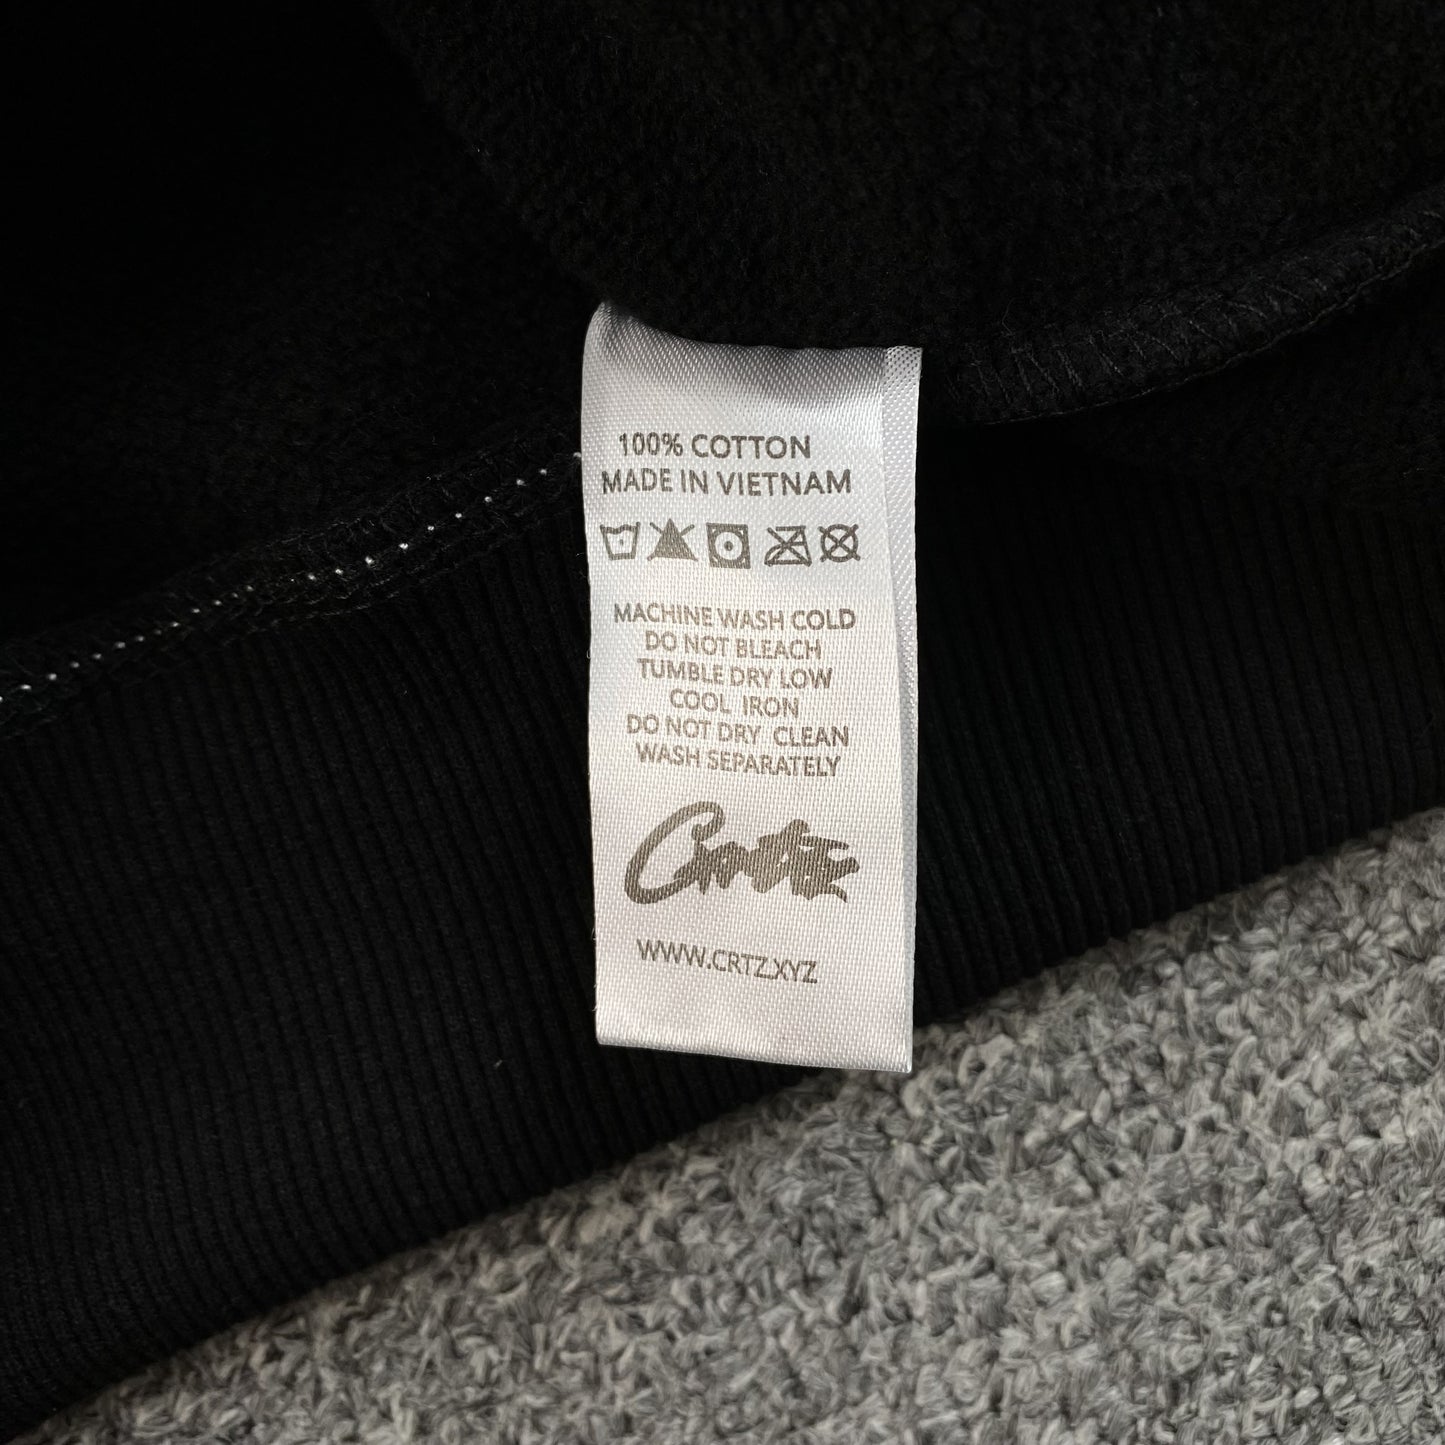 100% COTTON
MADE IN VIETNAM
MACHINE WASH COLD
DO NOT BLEACH
TUMBLE DRY LOW
COOL IRON
DO NOT DRY CLEAN
WASH SEPARATELY
Corteiz
WWW.CRTZ.XYZ